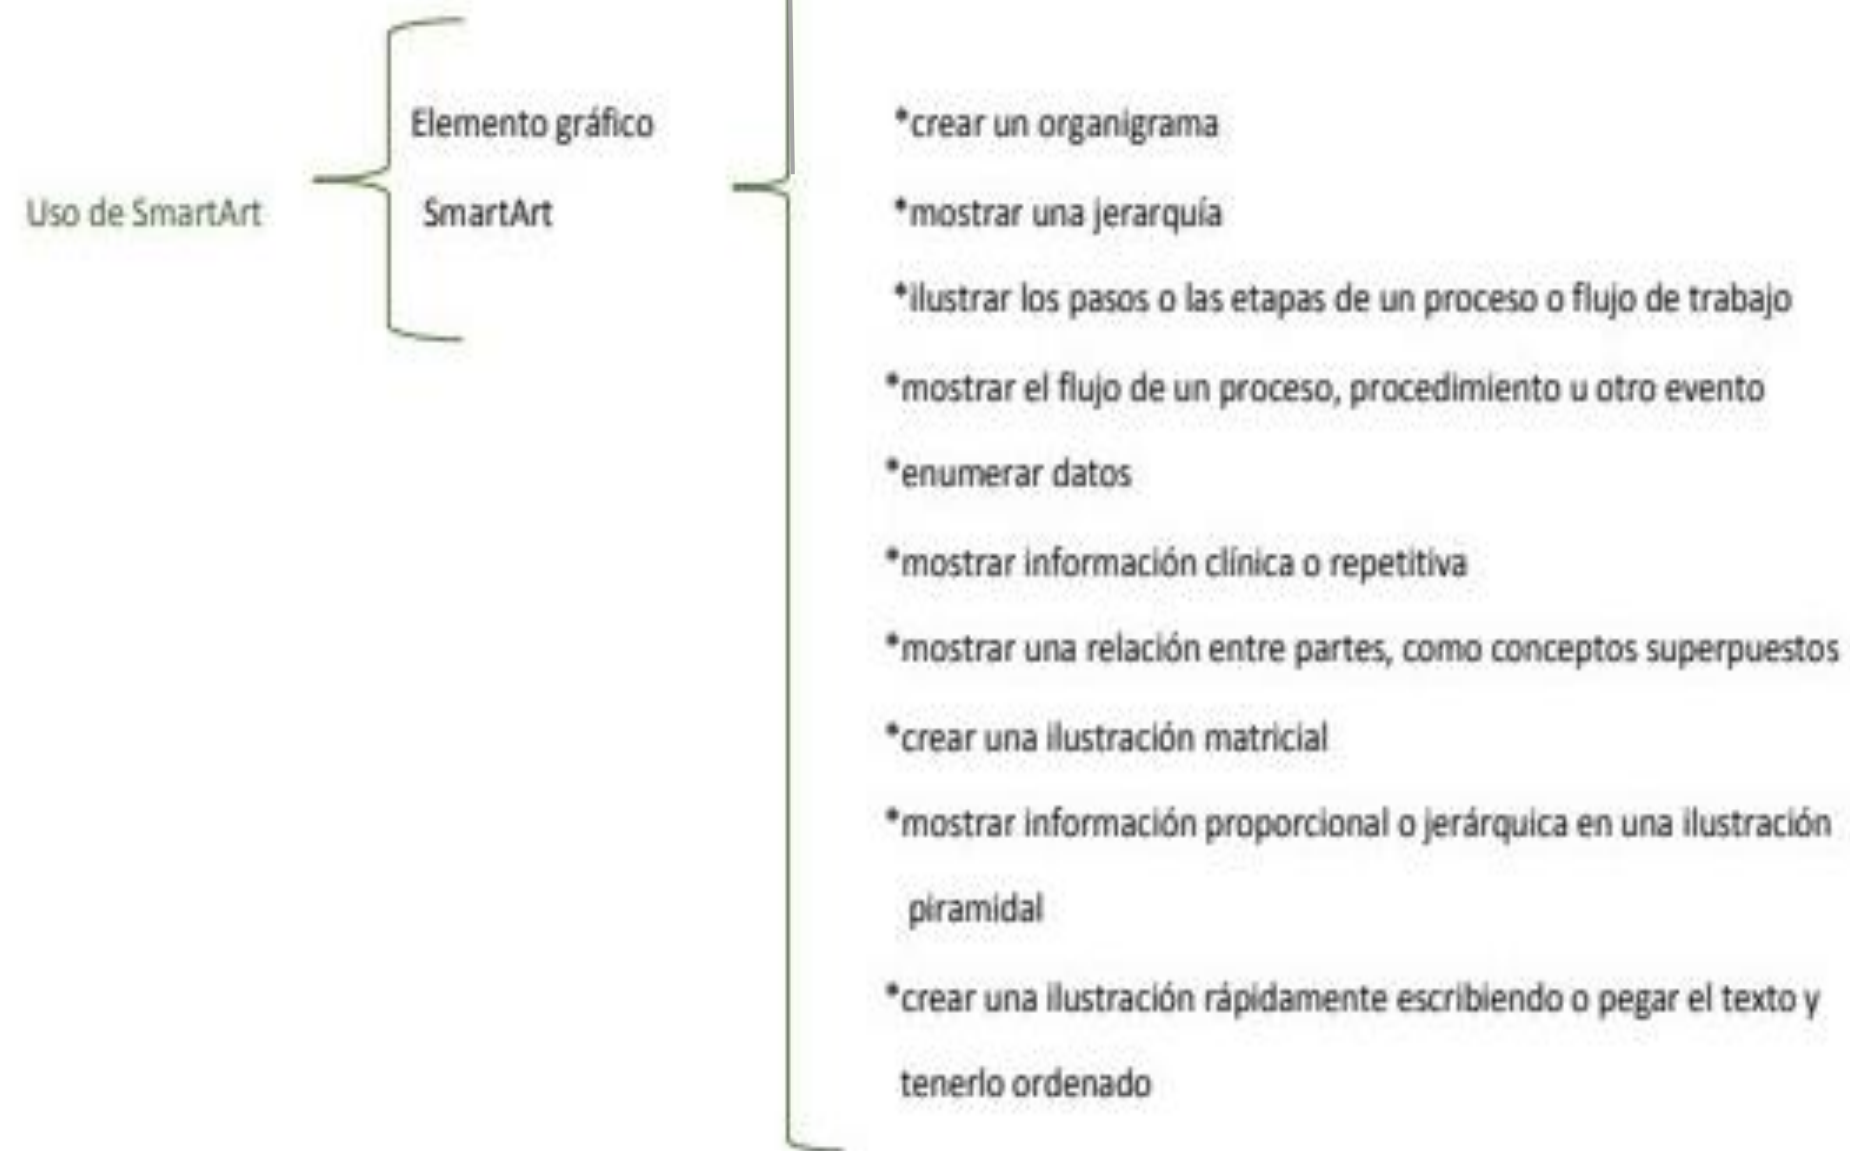 Uso de SmartArt
Elemento gráfico
SmartArt
*crear un organigrama
*mostrar una jerarquía
*ilustrar los pasos o las etapas de un proceso o flujo de trabajo
*mostrar el flujo de un proceso, procedimiento u otro evento
*enumerar datos
*mostrar información clínica o repetitiva
*mostrar una relación entre partes, como conceptos superpuestos
*crear una ilustración matricial
*mostrar información proporcional o jerárquica en una ilustración
piramidal
*crear una ilustración rápidamente escribiendo o pegar el texto y
tenerlo ordenado